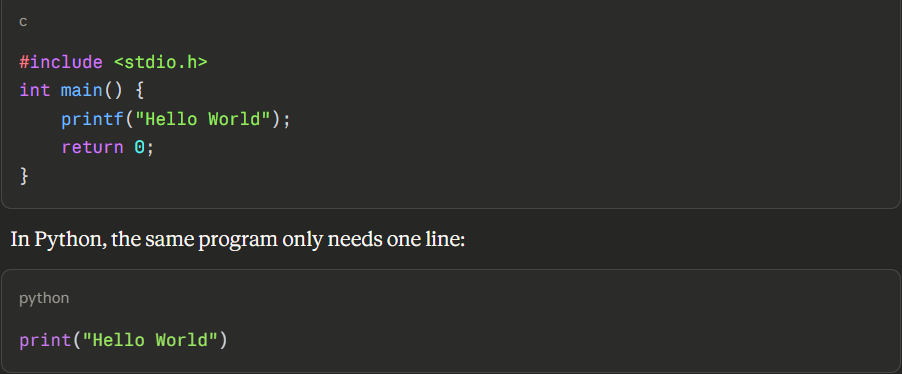 c
#include <stdio.h>
int main() {
    printf("Hello World");
    return 0;
}
In Python, the same program only needs one line:
python
print("Hello World")